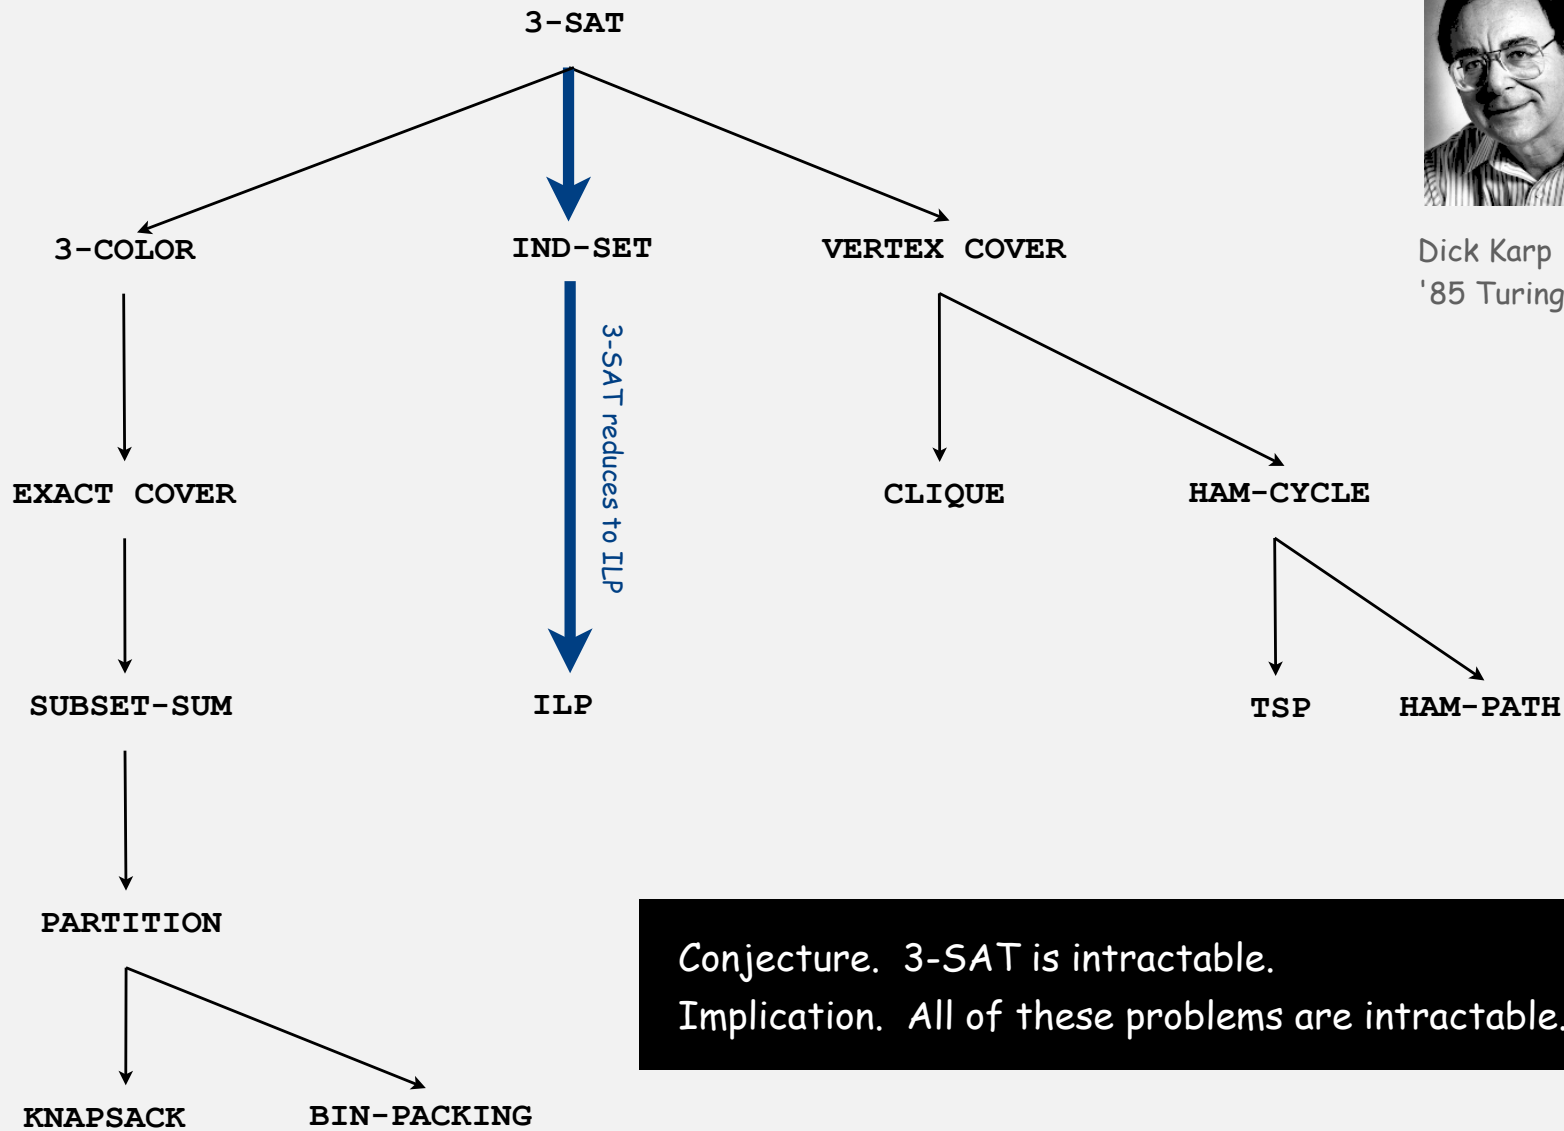 3-SAT
Dick Karp
'85 Turing
3-COLOR
IND-SET
VERTEX COVER
3-SAT reduces to ILP
EXACT COVER
CLIQUE
HAM-CYCLE
SUBSET-SUM
ILP
TSP
HAM-PATH
PARTITION
Conjecture. 3-SAT is intractable.
Implication. All of these problems are intractable.
KNAPSACK
BIN-PACKING